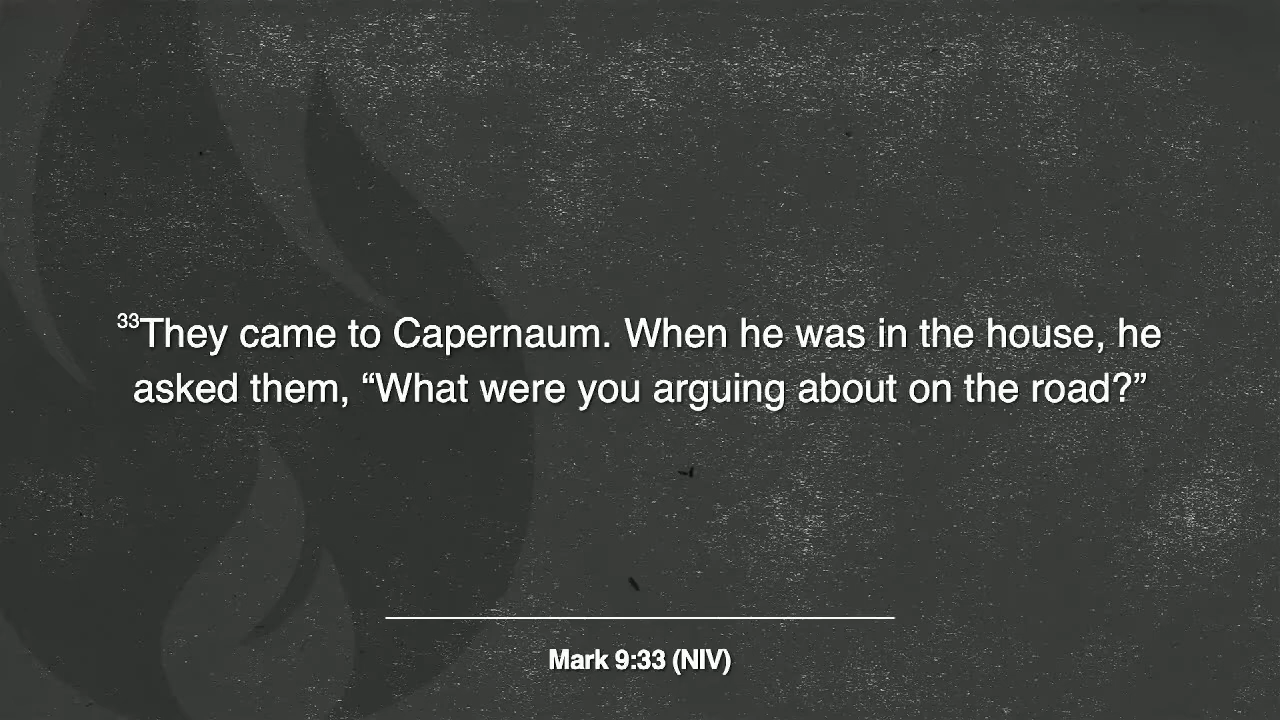 ³³They came to Capernaum. When he was in the house, he
asked them, “What were you arguing about on the road?”
Mark 9:33 (NIV)